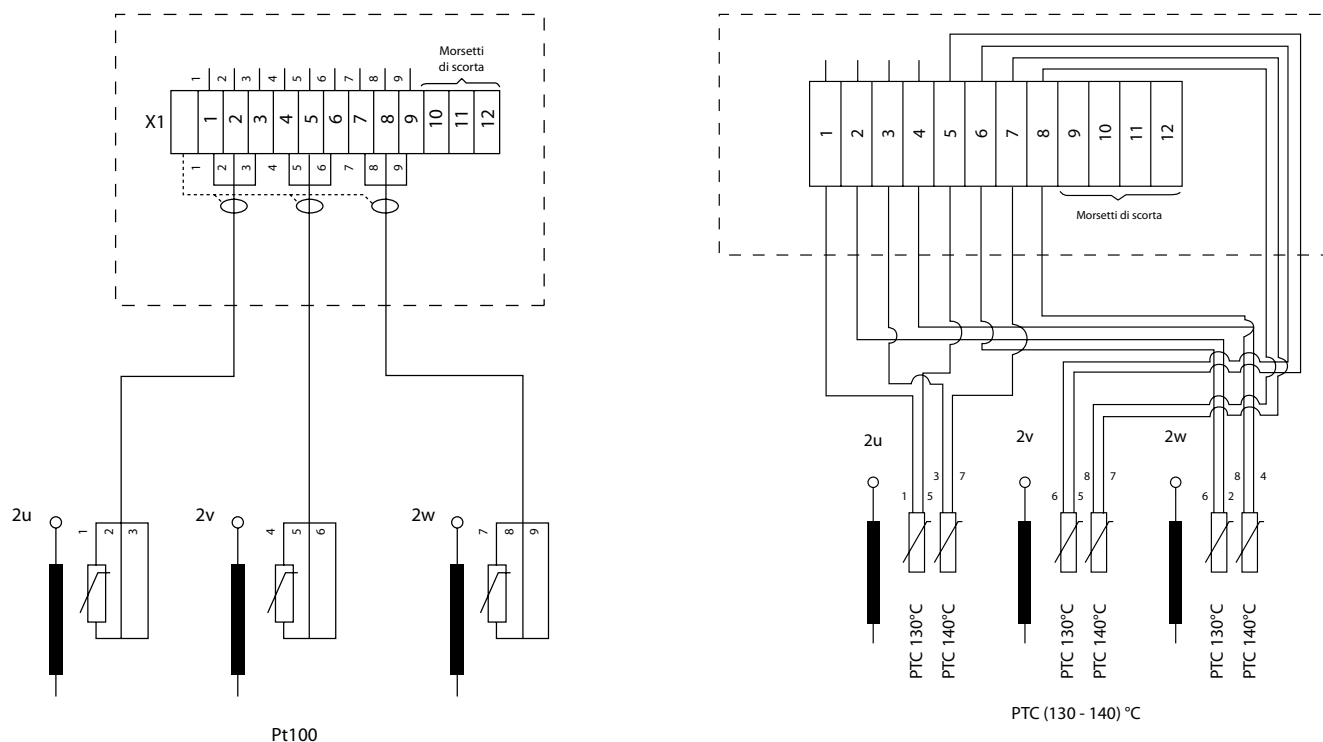 Morsetti
di scorta
1 2 3 4 5 6 7 8 9
X1
1 2 3 4 5 6 7 8 9 10 11 12
1 2 3 4 5 6 7 8 9
2u
1 2 3
2v
4 5 6
2w
7 8 9
Pt100
1 2 3 4 5 6 7 8 9 10 11 12
Morsetti di scorta
2u
2v
2w
3 7
8 7
8 4
1 5
6 5
6 2
PTC 130°C
PTC 140°C
PTC 130°C
PTC 140°C
PTC 130°C
PTC 140°C
PTC (130 - 140) °C